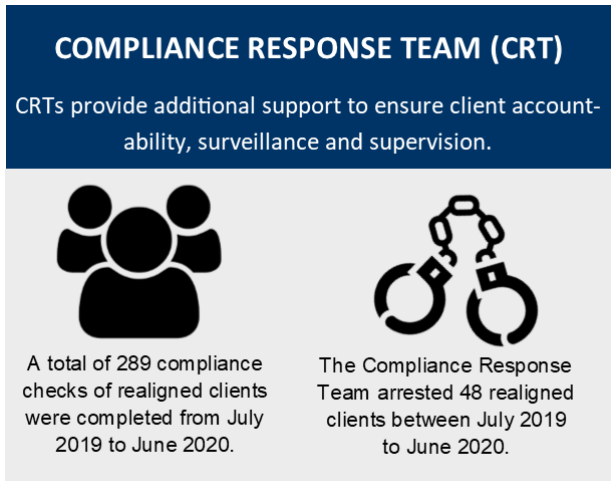 COMPLIANCE RESPONSE TEAM (CRT)
CRTs provide additional support to ensure client account-
ability, surveillance and supervision.
A total of 289 compliance
checks of realigned clients
were completed from July
2019 to June 2020.
The Compliance Response
Team arrested 48 realigned
clients between July 2019
to June 2020.